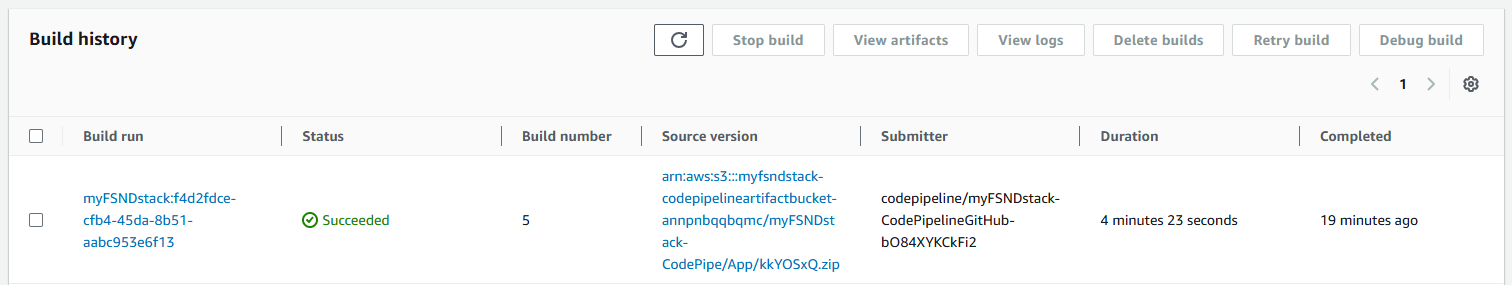 Build history
Stop build
View artifacts
View logs
Delete builds
Retry build
Debug build
1
Build run
Status
Build number
Source version
Submitter
Duration
Completed
myFSNDstack:f4d2fdce-
cfb4-45da-8b51-
aabc953e6f13
Succeeded
5
arn:aws:s3:::myfsndstack-
codepipelineartifactbucket-
annpnbqqbqmc/myFSNDst
ack-
CodePipe/App/kkYOSxQ.zip
codepipeline/myFSNDstack-
CodePipelineGitHub-
bO84XYKCkFi2
4 minutes 23 seconds
19 minutes ago